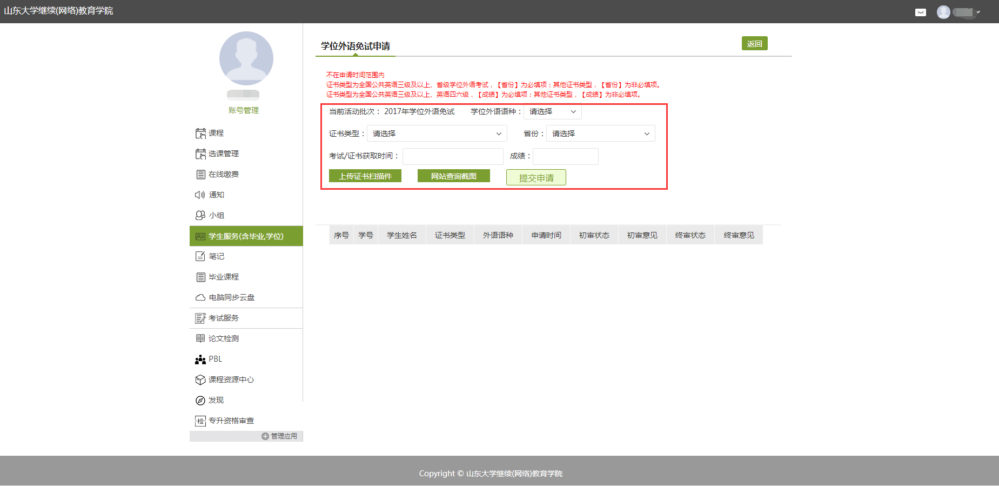 山东大学继续(网络)教育学院
账号管理
课程
选课管理
在线缴费
通知
小组
学生服务(含毕业,学位)
笔记
毕业课程
电脑同步云盘
考试服务
论文检测
PBL
课程资源中心
发现
检 专升资格审查
管理应用
学位外语免试申请 返回
不在申请时间范围内
证书类型为全国公共英语三级及以上、省级学位外语考试，【省份】为必填项；其他证书类型，【省份】为非必填项。
证书类型为全国公共英语三级及以上、英语四六级，【成绩】为必填项；其他证书类型，【成绩】为非必填项。
当前活动批次： 2017年学位外语免试 学位外语语种： 请选择
证书类型： 请选择 省份： 请选择
考试/证书获取时间： 成绩：
上传证书扫描件 网站查询截图 提交申请
序号 学号 学生姓名 证书类型 外语语种 申请时间 初审状态 初审意见 终审状态 终审意见
Copyright © 山东大学继续(网络)教育学院